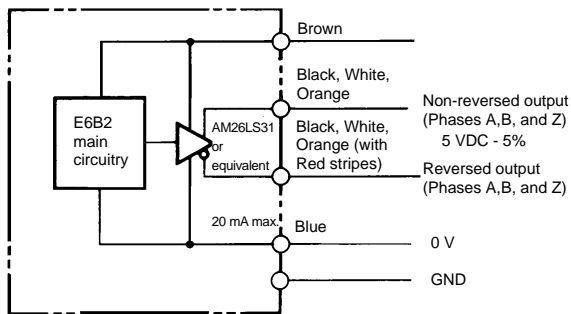 Brown
Black, White,
Orange
Non-reversed output
(Phases A,B, and Z)
5 VDC - 5%
E6B2
main
circuitry
AM26LS31
or
equivalent
Black, White,
Orange (with
Red stripes)
Reversed output
(Phases A,B, and Z)
20 mA max.
Blue
0 V
GND